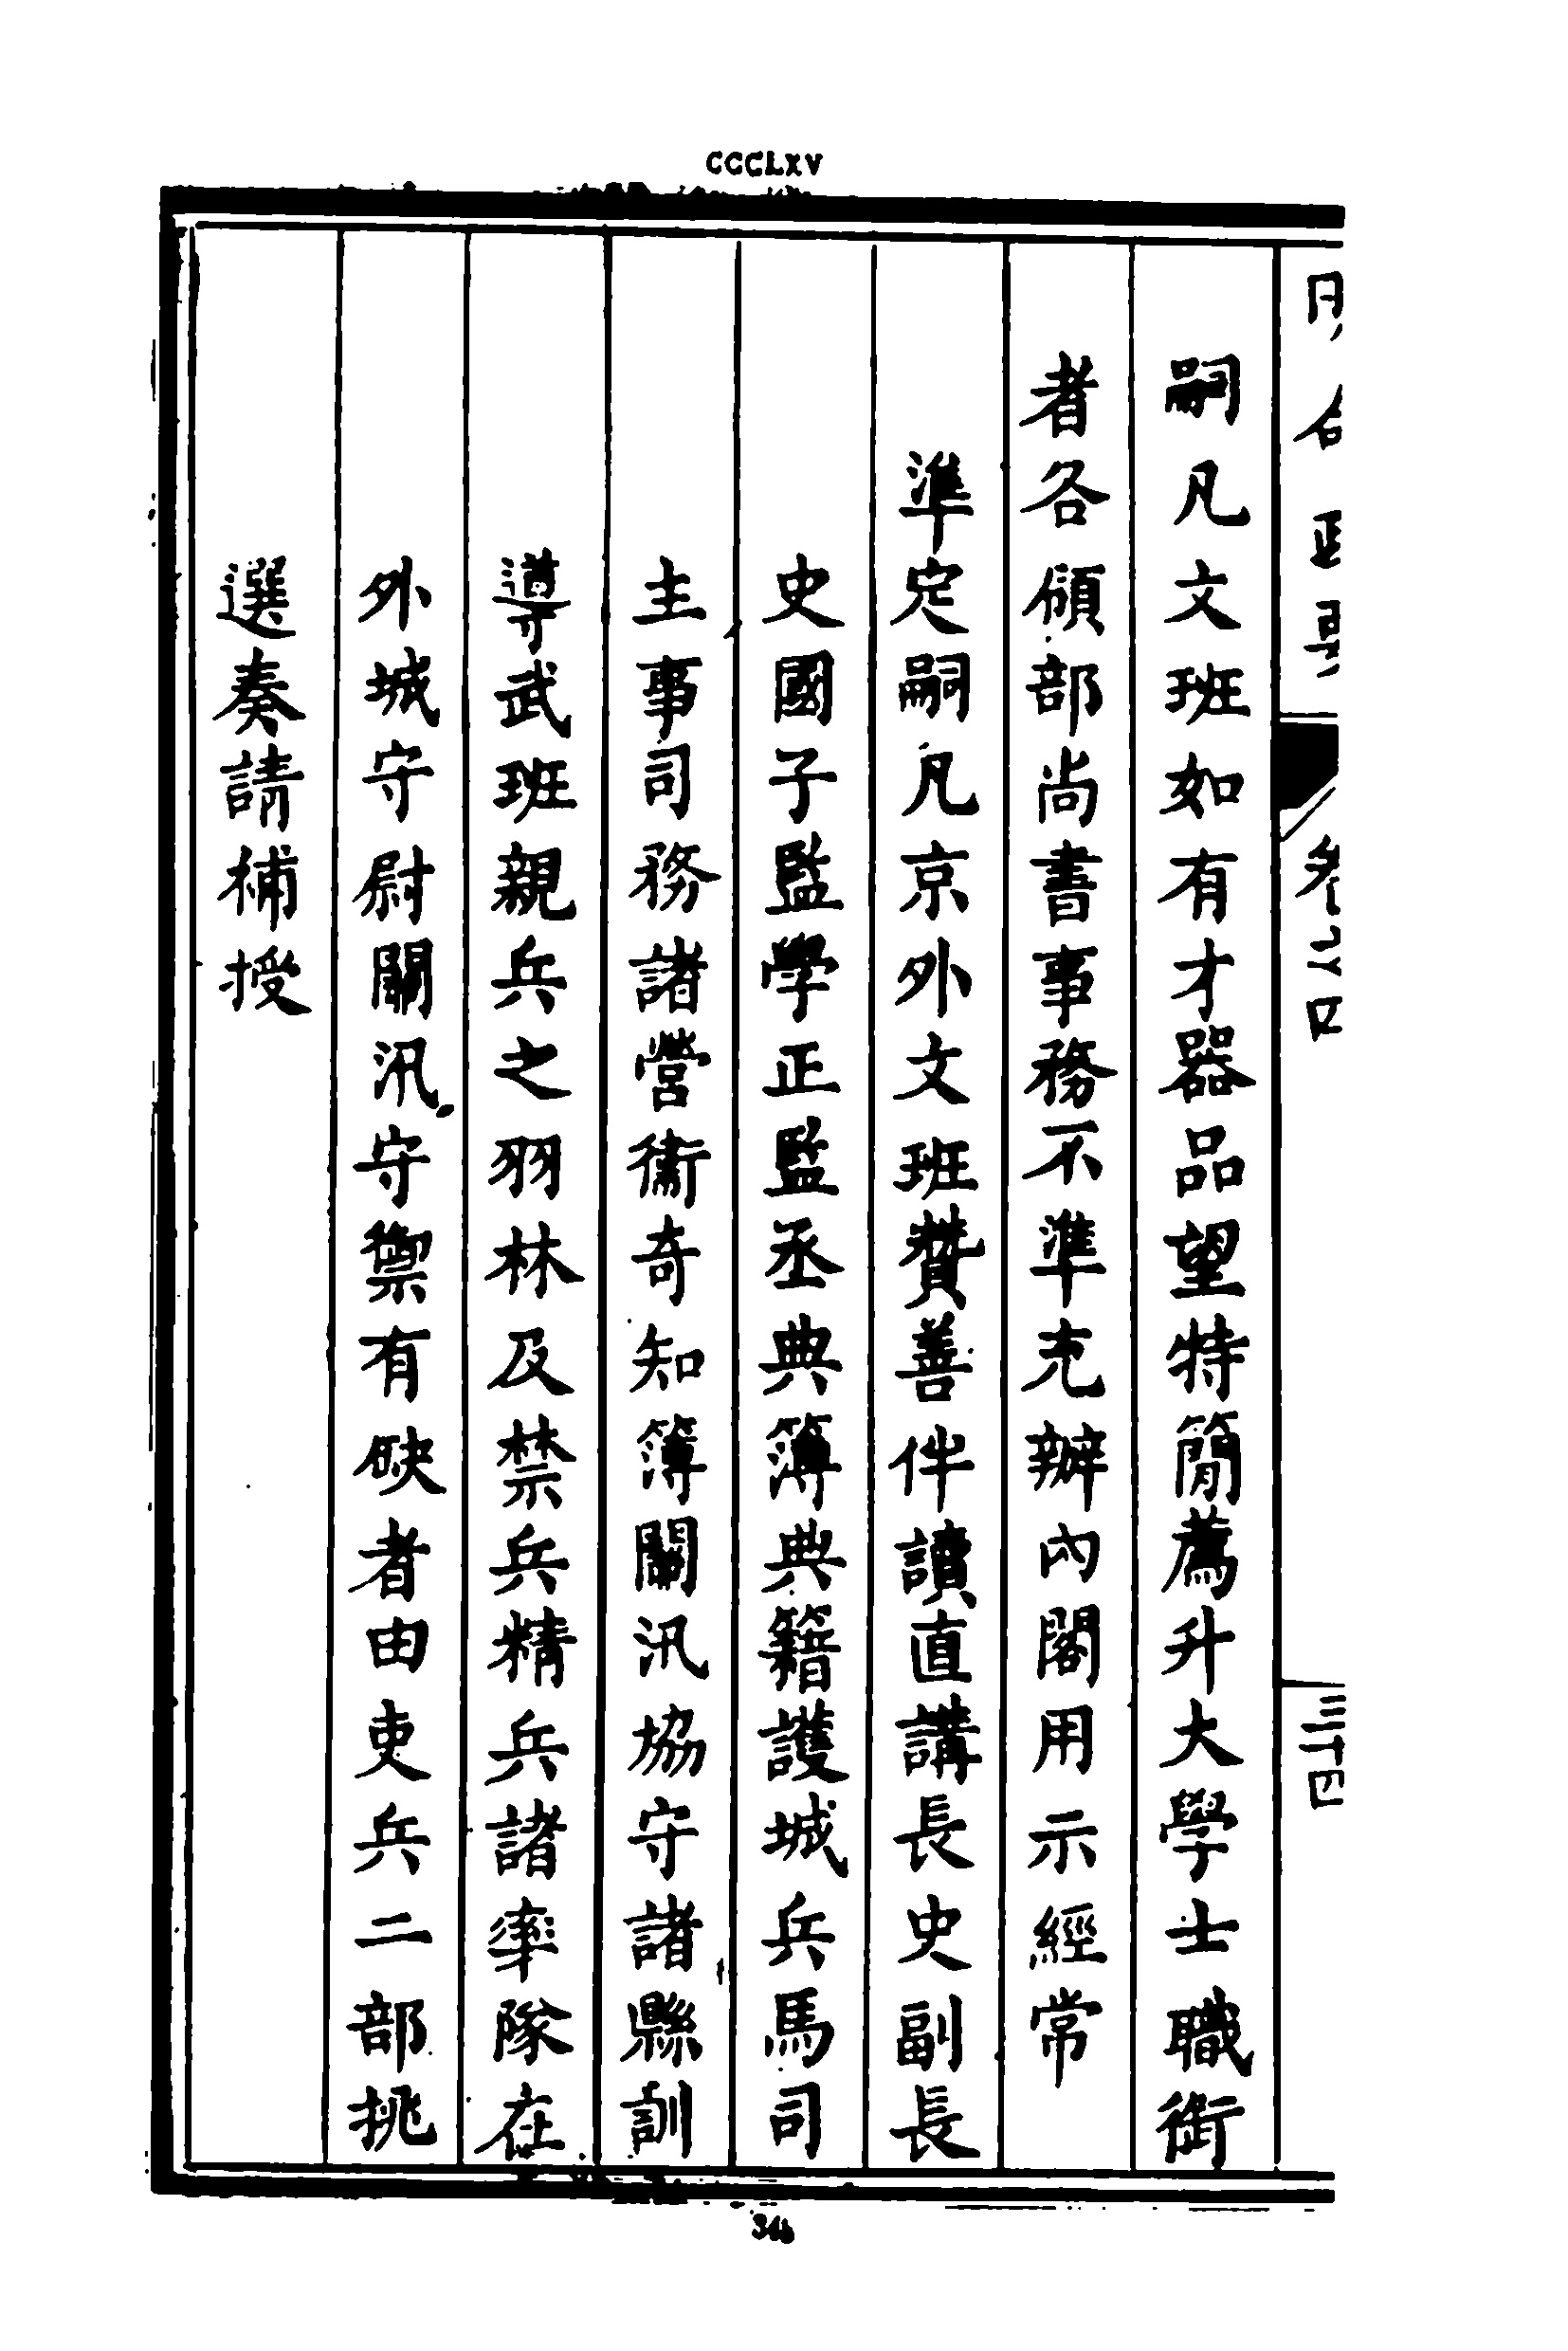 CCCLXV
嗣凡文班如有才器品望特簡薦升大學士職銜
者各領部尚書事務不準充辦內閣用示經常
準定嗣凡京外文班贊善伴讀直講長史副長
史國子監學正監丞典簿典籍護城兵馬司
主事司務諸營衛奇知簿關汛協守諸縣訓
導武班親兵之羽林及禁兵精兵諸率隊在
外城守尉關汛守禦有缺者由吏兵二部挑
選奏請補授
三十四
34b